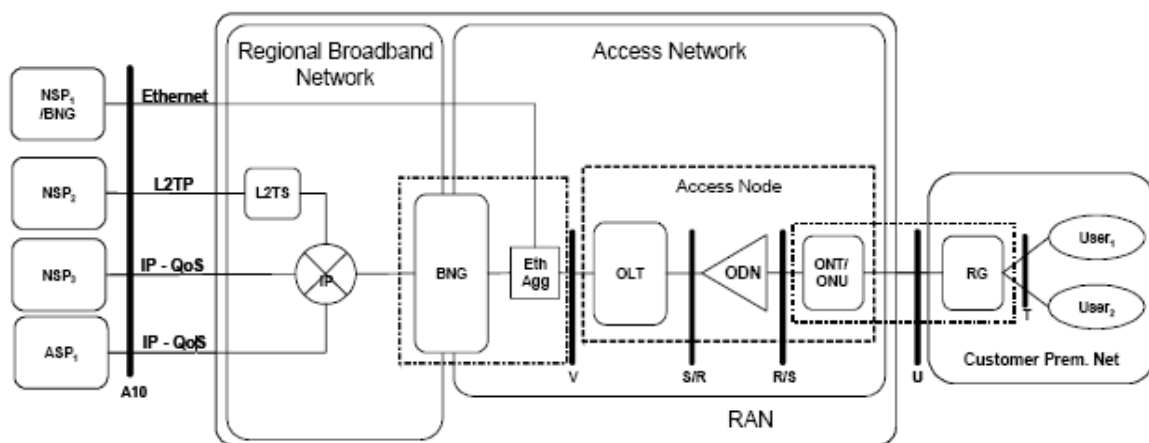 Regional Broadband
Network
Access Network
NSP₁
/BNG
Ethernet
NSP₂
L2TP
L2TS
Access Node
NSP₃
IP - QoS
IP
BNG
Eth
Agg
OLT
ODN
ONT/
ONU
RG
User₁
User₂
T
ASP₁
IP - QoS
A10
V
S/R
R/S
U
Customer Prem. Net
RAN